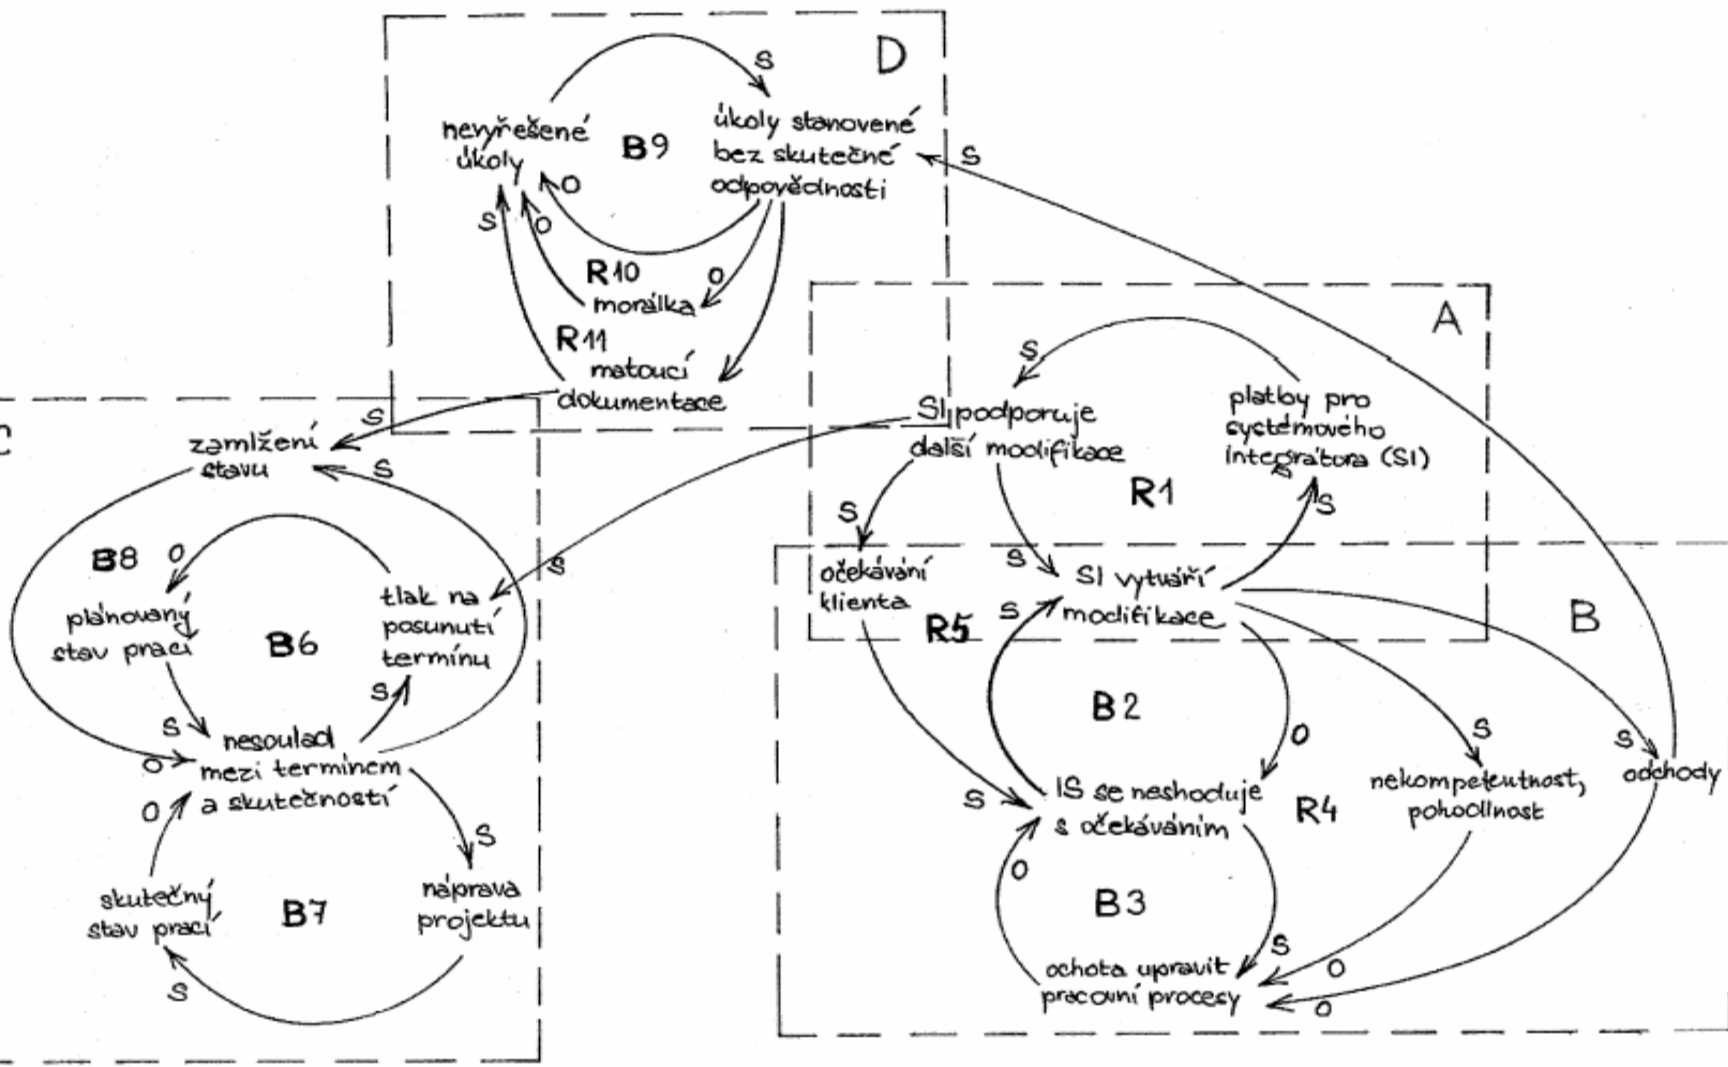 D
S
nevyřešené
úkoly
B9
úkoly stanovené
bez skutečné
odpovědnosti
S
O
S
O
R10
O
morálka
R11
matoucí
dokumentace
A
S
SI podporuje
další modifikace
platby pro
systémového
integrátora (SI)
R1
S
S
S
S
C
zamlžení
stavu
S
S
B8
O
plánovaný
stav prací
B6
tlak na
posunutí
termínu
S
S
S
nesoulad
mezi termínem
a skutečností
O
O
S
skutečný
stav prací
B7
náprava
projektu
S
B
očekávání
klienta
R5
SI vytváří
modifikace
S
B2
O
S
S
S
IS se neshoduje
s očekáváním
R4
nekompetentnost,
pohodlnost
odchody
O
B3
S
ochota upravit
pracovní procesy
O
O